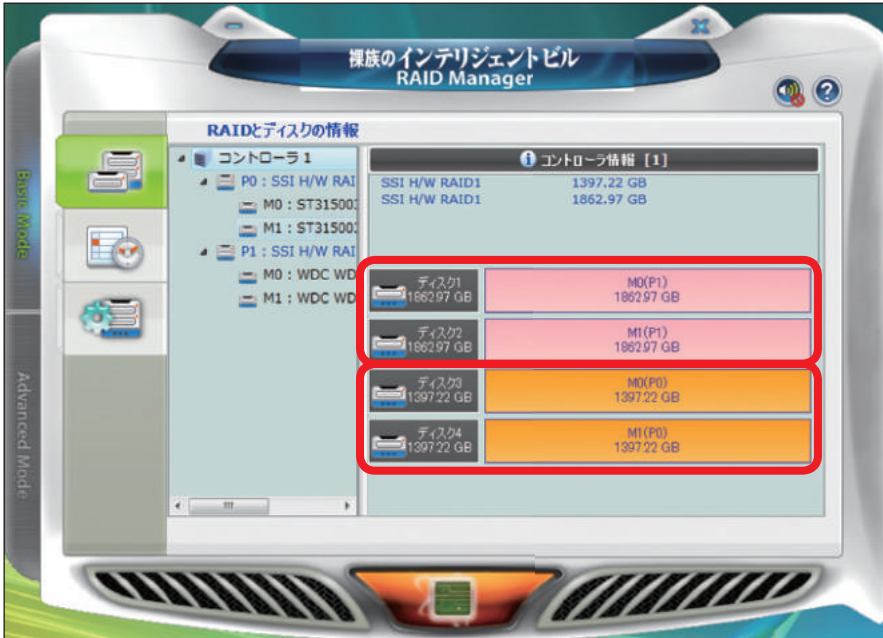 裸族のインテリジェントビル
RAID Manager
?
RAIDとディスクの情報
Basic Mode
Advanced Mode
コントローラ 1
P0 : SSI H/W RAI
M0 : ST31500
M1 : ST31500
P1 : SSI H/W RAI
M0 : WDC WD
M1 : WDC WD
コントローラ情報 [1]
SSI H/W RAID1 1397.22 GB
SSI H/W RAID1 1862.97 GB
ディスク1
1862.97 GB
M0(P1)
1862.97 GB
ディスク2
1862.97 GB
M1(P1)
1862.97 GB
ディスク3
1397.22 GB
M0(P0)
1397.22 GB
ディスク4
1397.22 GB
M1(P0)
1397.22 GB